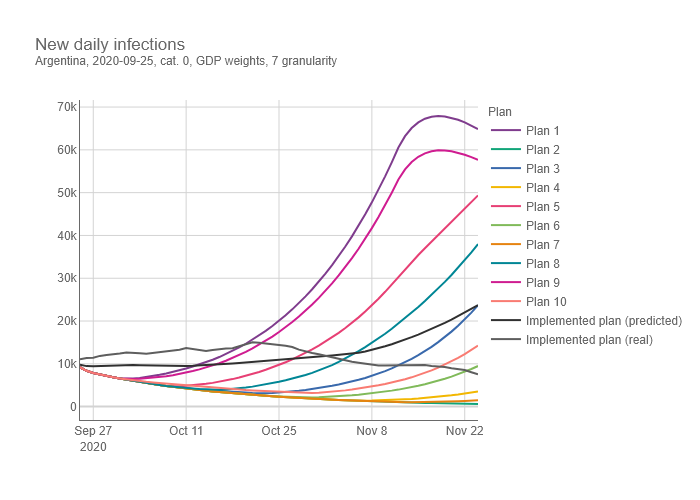 New daily infections
Argentina, 2020-09-25, cat. 0, GDP weights, 7 granularity
70k
60k
50k
40k
30k
20k
10k
0
Sep 27
2020
Oct 11
Oct 25
Nov 8
Nov 22
Plan
Plan 1
Plan 2
Plan 3
Plan 4
Plan 5
Plan 6
Plan 7
Plan 8
Plan 9
Plan 10
Implemented plan (predicted)
Implemented plan (real)